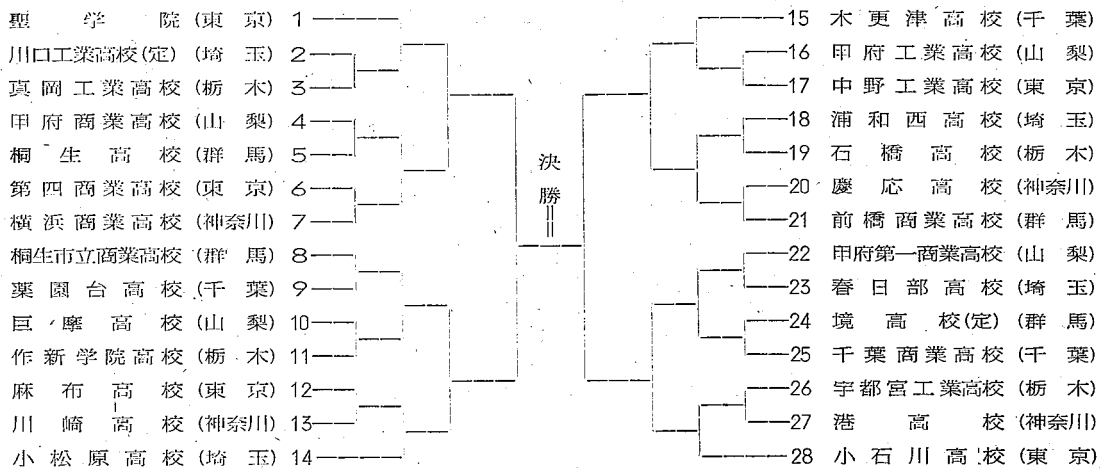 聖学院(東京) 1
川口工業高校(定)(埼玉) 2
真岡工業高校(栃木) 3
甲府商業高校(山梨) 4
桐生高校(群馬) 5
第四商業高校(東京) 6
横浜商業高校(神奈川) 7
桐生市立商業高校(群馬) 8
薬園台高校(千葉) 9
巨摩高校(山梨) 10
作新学院高校(栃木) 11
麻布高校(東京) 12
川崎高校(神奈川) 13
小松原高校(埼玉) 14
決勝
15 木更津高校(千葉)
16 甲府工業高校(山梨)
17 中野工業高校(東京)
18 浦和西高校(埼玉)
19 石橋高校(栃木)
20 慶応高校(神奈川)
21 前橋商業高校(群馬)
22 甲府第一商業高校(山梨)
23 春日部高校(埼玉)
24 境高校(定)(群馬)
25 千葉商業高校(千葉)
26 宇都宮工業高校(栃木)
27 港高校(神奈川)
28 小石川高校(東京)